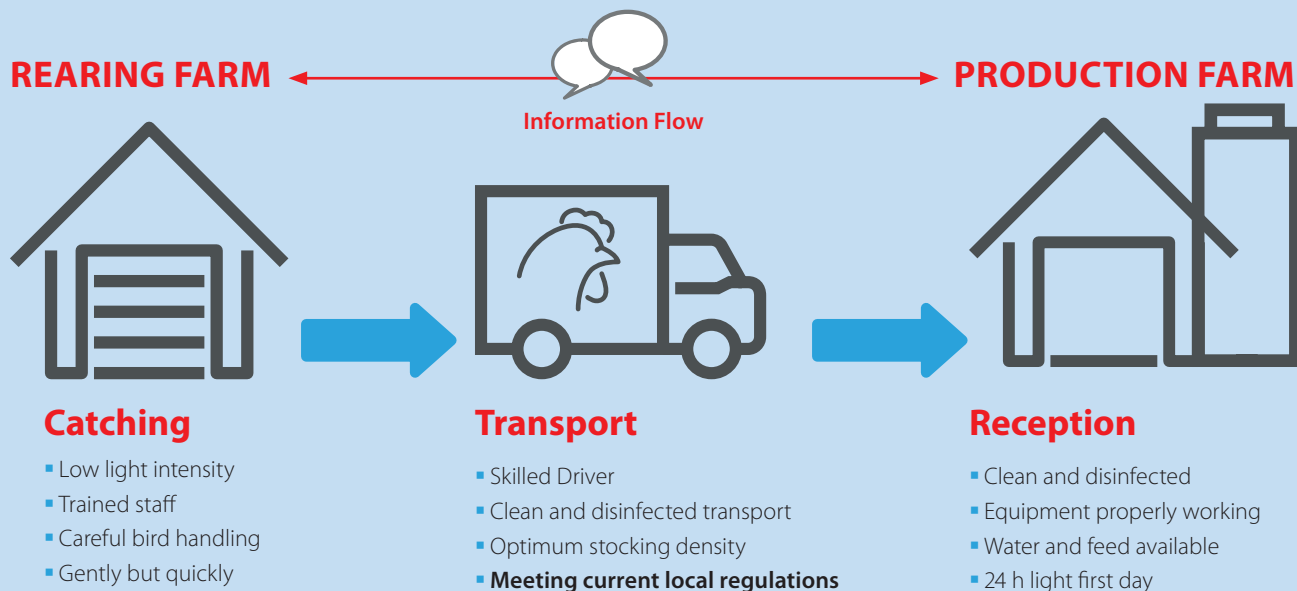 REARING FARM
PRODUCTION FARM
Information Flow
Catching
▪ Low light intensity
▪ Trained staff
▪ Careful bird handling
▪ Gently but quickly
Transport
▪ Skilled Driver
▪ Clean and disinfected transport
▪ Optimum stocking density
▪ Meeting current local regulations
Reception
▪ Clean and disinfected
▪ Equipment properly working
▪ Water and feed available
▪ 24 h light first day